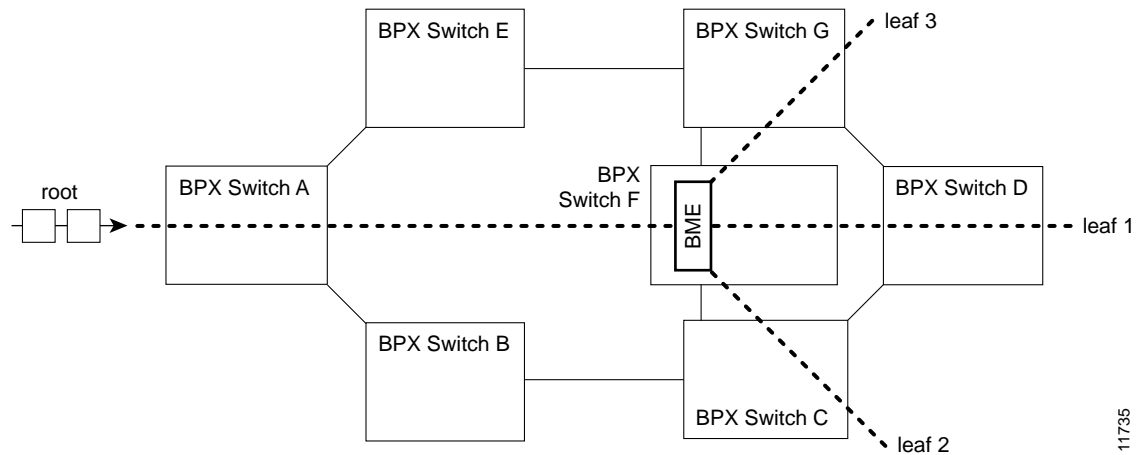 BPX Switch E
BPX Switch G
leaf 3
root
BPX Switch A
BPX
Switch F
BPX Switch D
BME
leaf 1
BPX Switch B
BPX Switch C
leaf 2
11735